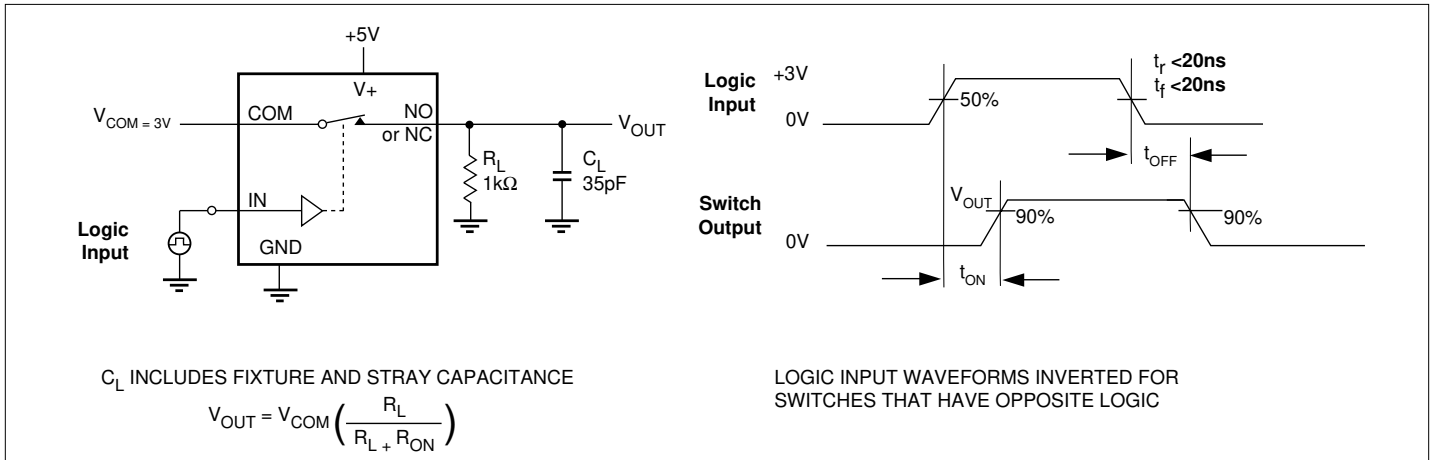 +5V
V+
V_COM = 3V
COM
NO
or NC
V_OUT
R_L
1kΩ
C_L
35pF
IN
Logic
Input
GND
C_L INCLUDES FIXTURE AND STRAY CAPACITANCE
V_OUT = V_COM ( R_L / R_L + R_ON )
Logic
Input
+3V
0V
50%
t_r <20ns
t_f <20ns
t_OFF
Switch
Output
V_OUT
0V
90%
90%
t_ON
LOGIC INPUT WAVEFORMS INVERTED FOR
SWITCHES THAT HAVE OPPOSITE LOGIC